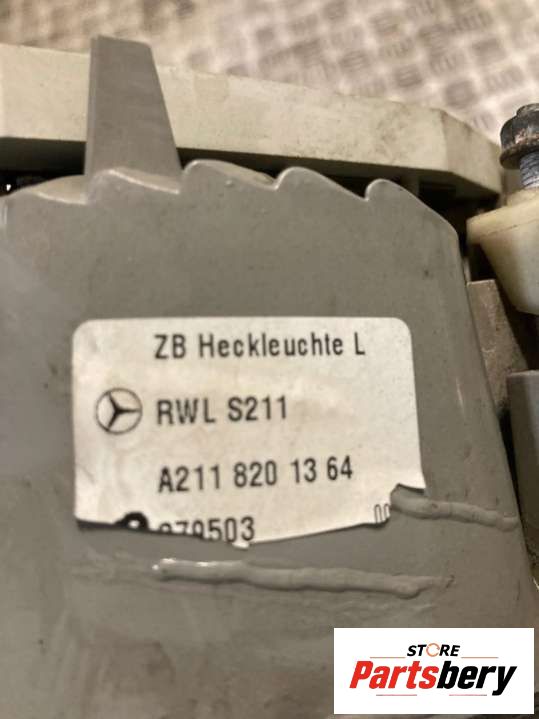 ZB Heckleuchte L
RWL S211
A211 820 13 64
STORE
Partsbery